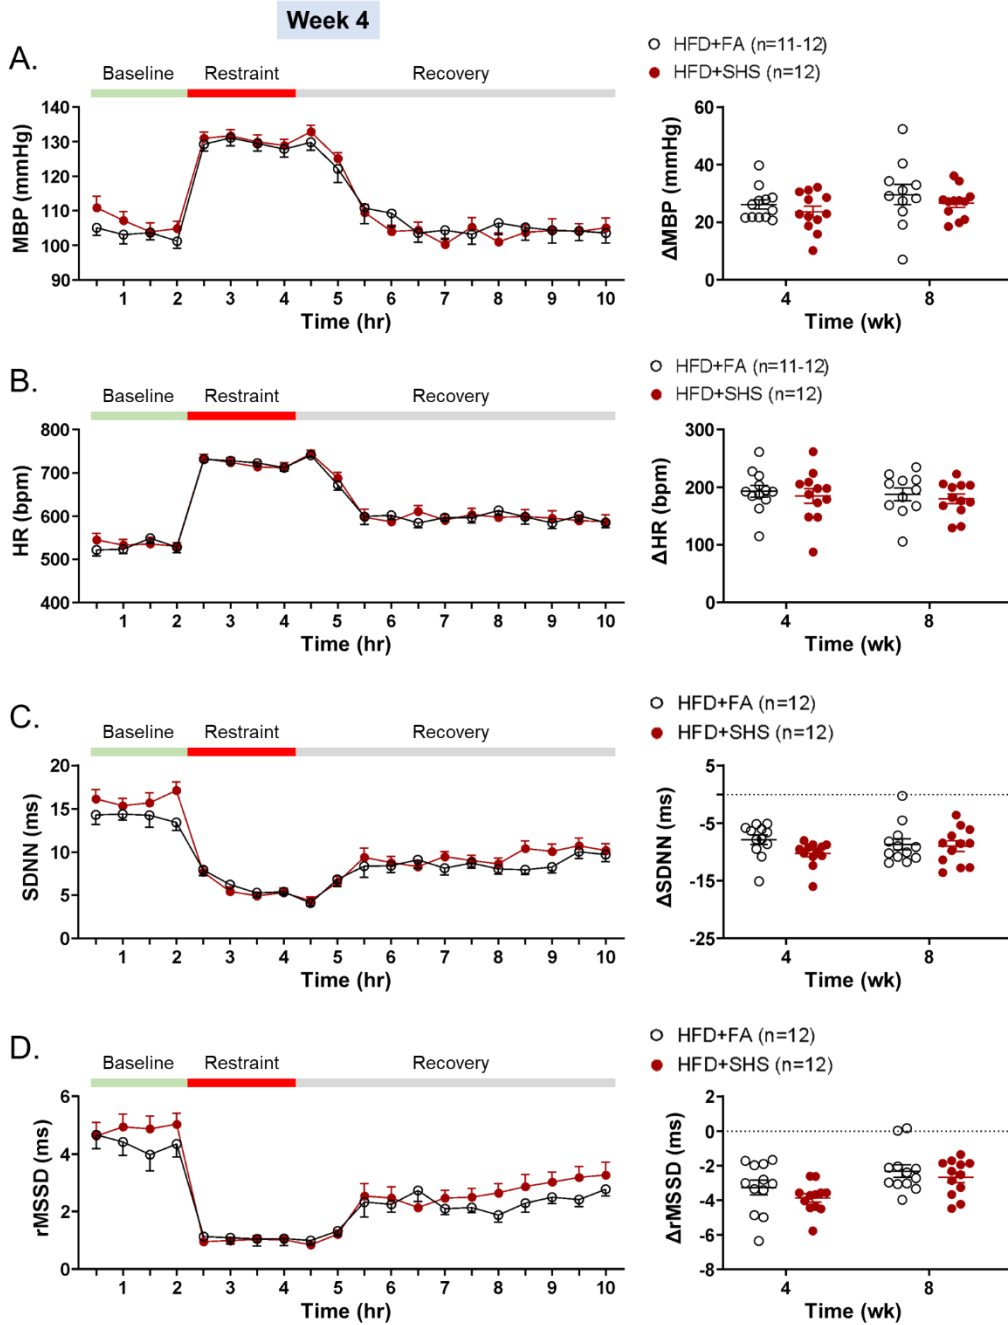 Week 4
A.
Baseline Restraint Recovery
HFD+FA (n=11-12)
HFD+SHS (n=12)
MBP (mmHg)
140
130
120
110
100
90
1 2 3 4 5 6 7 8 9 10
Time (hr)
ΔMBP (mmHg)
60
40
20
0
4 8
Time (wk)
B.
Baseline Restraint Recovery
HFD+FA (n=11-12)
HFD+SHS (n=12)
HR (bpm)
800
700
600
500
400
1 2 3 4 5 6 7 8 9 10
Time (hr)
ΔHR (bpm)
300
200
100
0
4 8
Time (wk)
C.
Baseline Restraint Recovery
HFD+FA (n=12)
HFD+SHS (n=12)
SDNN (ms)
20
15
10
5
0
1 2 3 4 5 6 7 8 9 10
Time (hr)
ΔSDNN (ms)
5
-5
-15
-25
4 8
Time (wk)
D.
Baseline Restraint Recovery
HFD+FA (n=12)
HFD+SHS (n=12)
rMSSD (ms)
6
4
2
0
1 2 3 4 5 6 7 8 9 10
Time (hr)
ΔrMSSD (ms)
2
0
-2
-4
-6
-8
4 8
Time (wk)